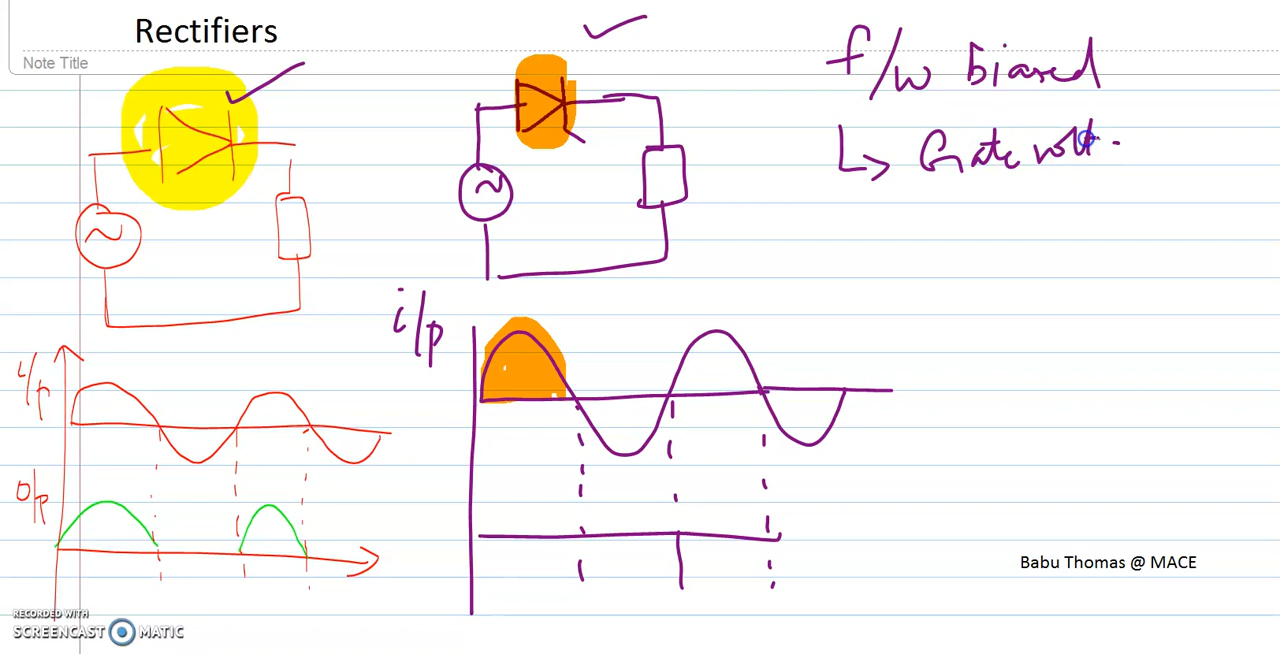 Rectifiers
Note Title
f/w biased
↳ Gate volt.
i/p
i/p
o/p
Babu Thomas @ MACE
RECORDED WITH
SCREENCAST MATIC